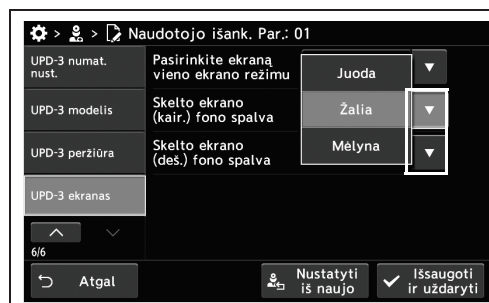 > > Naudotojo išank. Par.: 01
UPD-3 numat.
nust.
UPD-3 modelis
UPD-3 peržiūra
UPD-3 ekranas
6/6
Pasirinkite ekraną
vieno ekrano režimu
Skelto ekrano
(kair.) fono spalva
Skelto ekrano
(deš.) fono spalva
Juoda
Žalia
Mėlyna
Atgal
Nustatyti
iš naujo
Išsaugoti
ir uždaryti